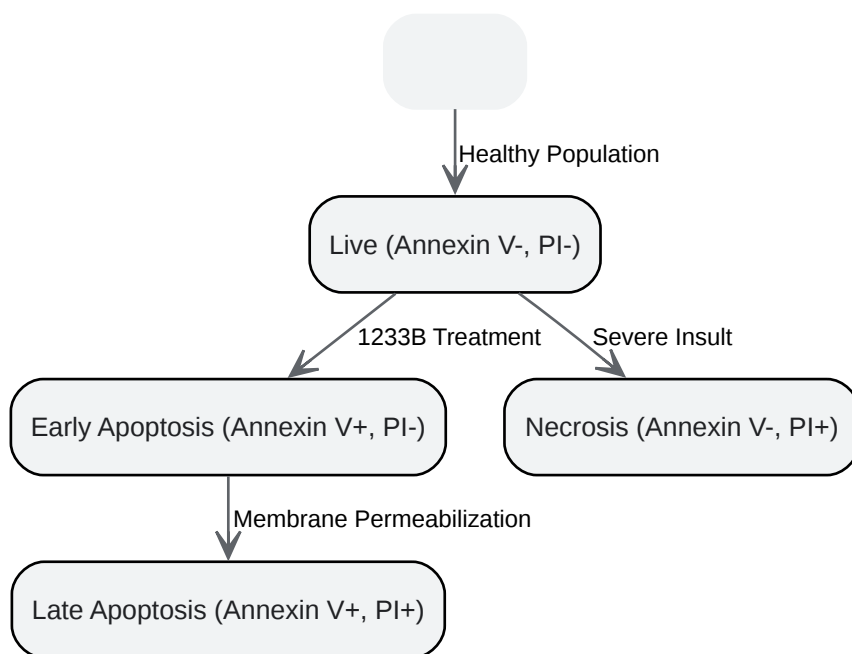 Healthy Population
Live (Annexin V-, PI-)
1233B Treatment
Severe Insult
Early Apoptosis (Annexin V+, PI-)
Necrosis (Annexin V-, PI+)
Membrane Permeabilization
Late Apoptosis (Annexin V+, PI+)